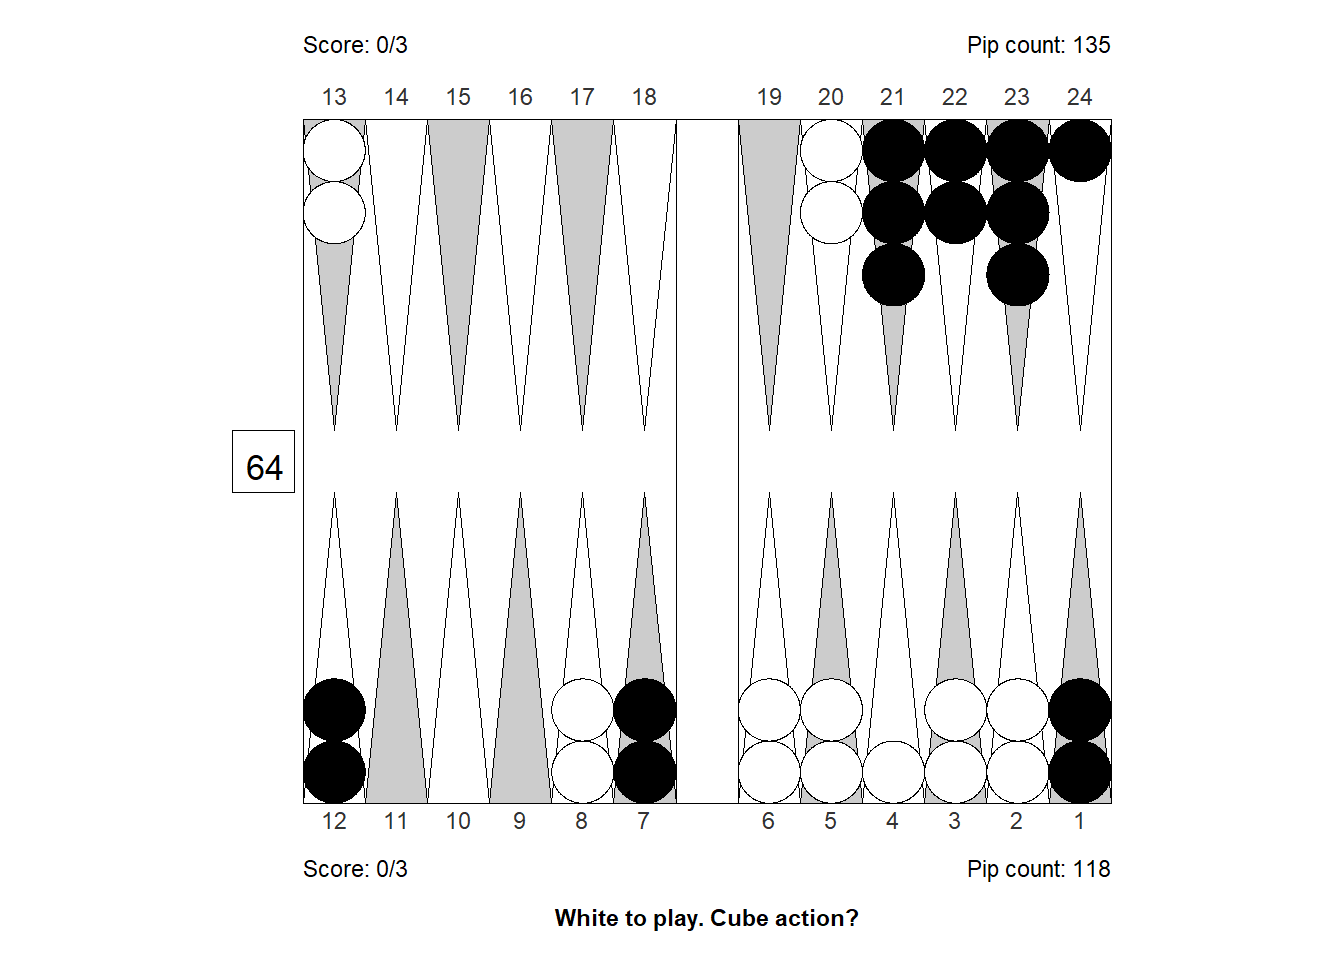 Score: 0/3 Pip count: 135
13 14 15 16 17 18 19 20 21 22 23 24
64
12 11 10 9 8 7 6 5 4 3 2 1
Score: 0/3 Pip count: 118
White to play. Cube action?